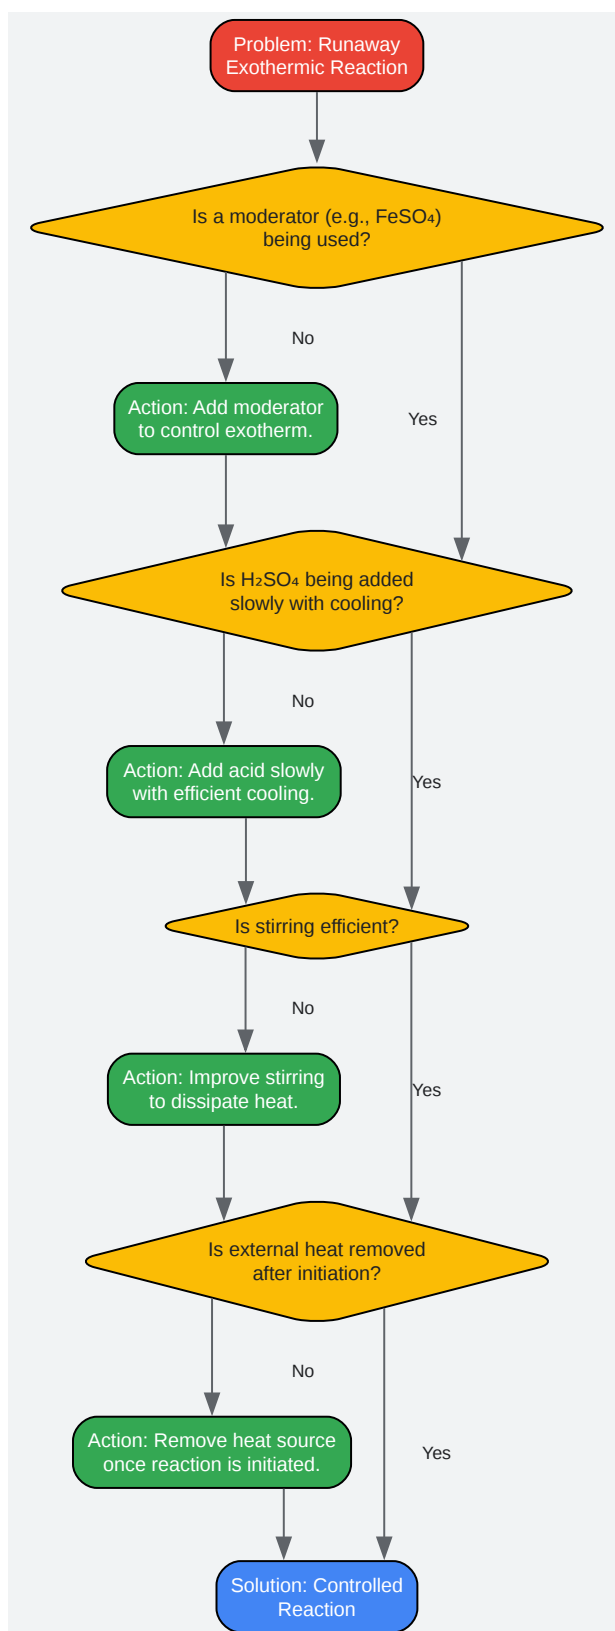 Problem: Runaway
Exothermic Reaction
Is a moderator (e.g., FeSO₄)
being used?
No
Action: Add moderator
to control exotherm.
Yes
Is H₂SO₄ being added
slowly with cooling?
No
Action: Add acid slowly
with efficient cooling.
Yes
Is stirring efficient?
No
Action: Improve stirring
to dissipate heat.
Yes
Is external heat removed
after initiation?
No
Action: Remove heat source
once reaction is initiated.
Yes
Solution: Controlled
Reaction